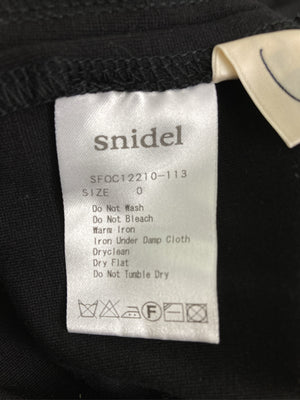 snidel
SFOC12210-113
SIZE 0
Do Not Wash
Do Not Bleach
Warm Iron
Iron Under Damp Cloth
Dryclean
Dry Flat
Do Not Tumble Dry
F